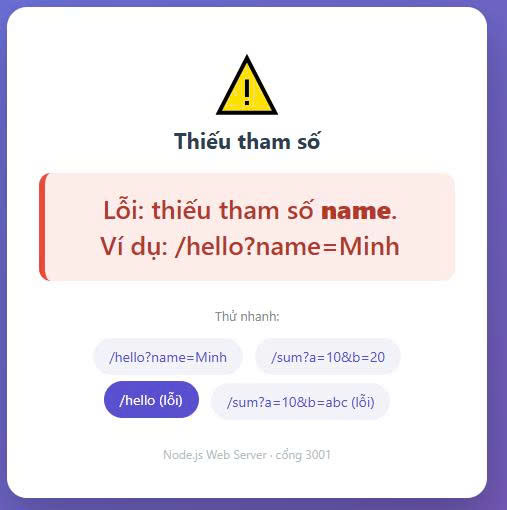 Thiếu tham số
Lỗi: thiếu tham số name.
Ví dụ: /hello?name=Minh
Thử nhanh:
/hello?name=Minh
/sum?a=10&b=20
/hello (lỗi)
/sum?a=10&b=abc (lỗi)
Node.js Web Server · cổng 3001